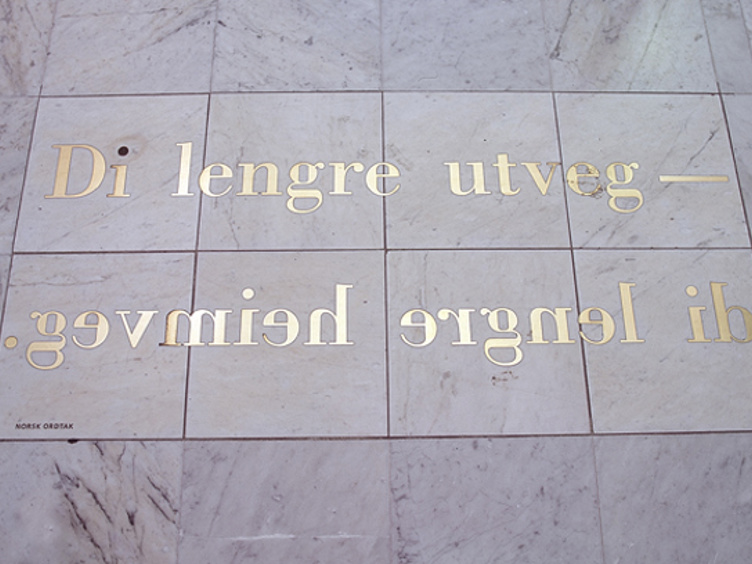 Di lengre utveg —
di lengre heimveg.
NORSK ORDTAK